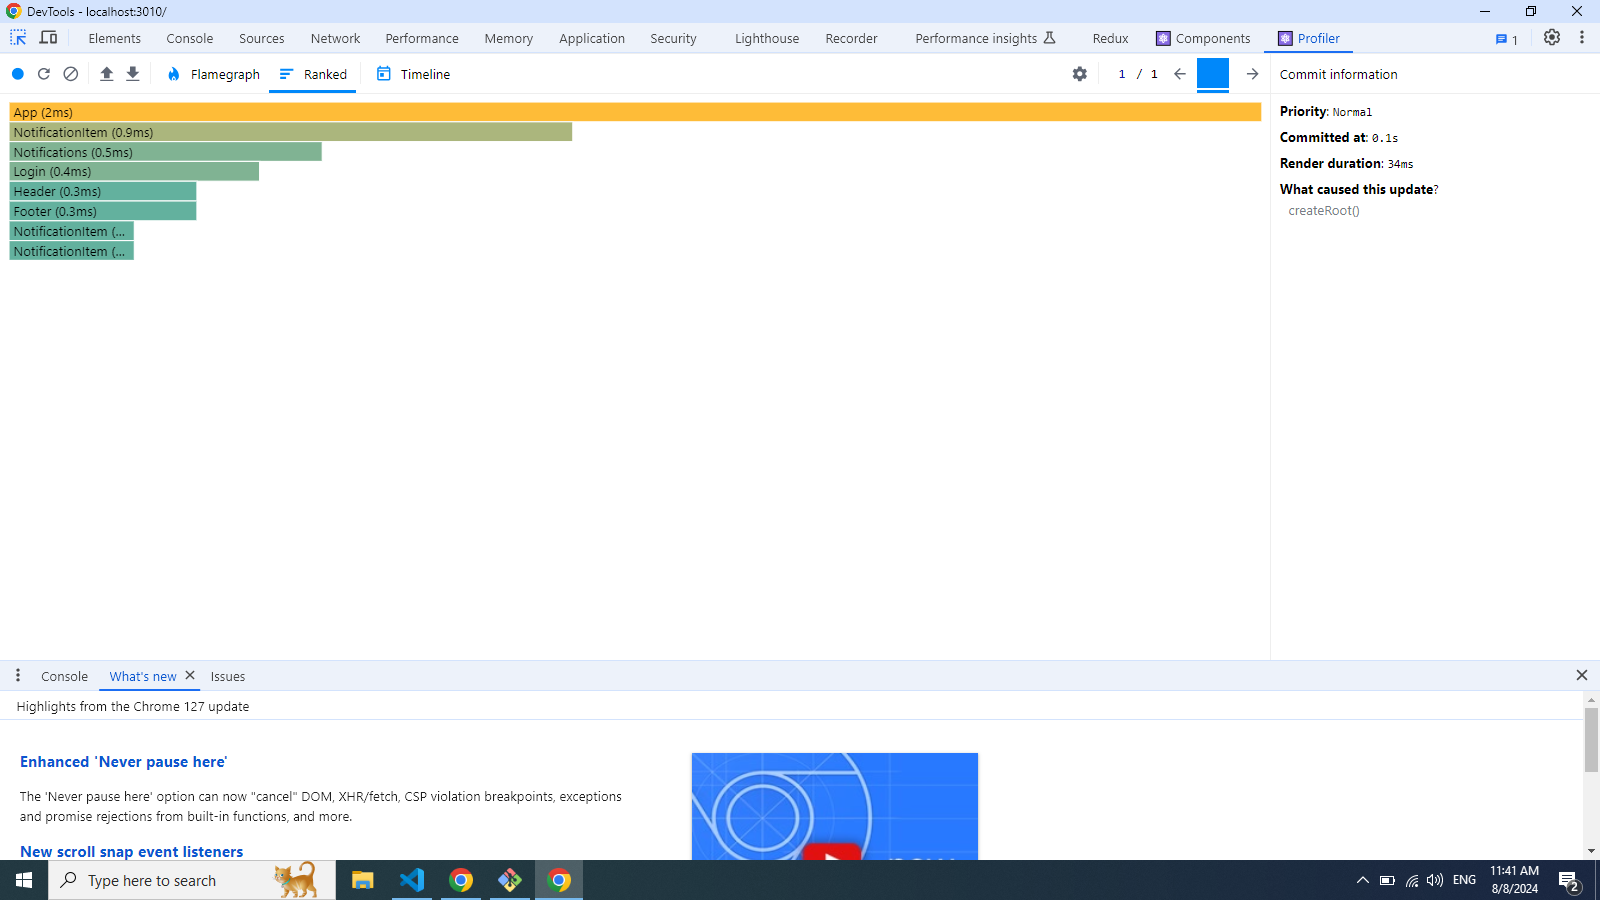 DevTools - localhost:3010/
Elements Console Sources Network Performance Memory Application Security Lighthouse Recorder Performance insights Redux Components Profiler 1
Flamegraph Ranked Timeline 1 / 1 Commit information
App (2ms)
NotificationItem (0.9ms)
Notifications (0.5ms)
Login (0.4ms)
Header (0.3ms)
Footer (0.3ms)
NotificationItem (...
NotificationItem (...
Priority: Normal
Committed at: 0.1s
Render duration: 34ms
What caused this update?
createRoot()
Console What's new Issues
Highlights from the Chrome 127 update
Enhanced 'Never pause here'
The 'Never pause here' option can now "cancel" DOM, XHR/fetch, CSP violation breakpoints, exceptions
and promise rejections from built-in functions, and more.
New scroll snap event listeners
Type here to search
ENG
11:41 AM
8/8/2024
2